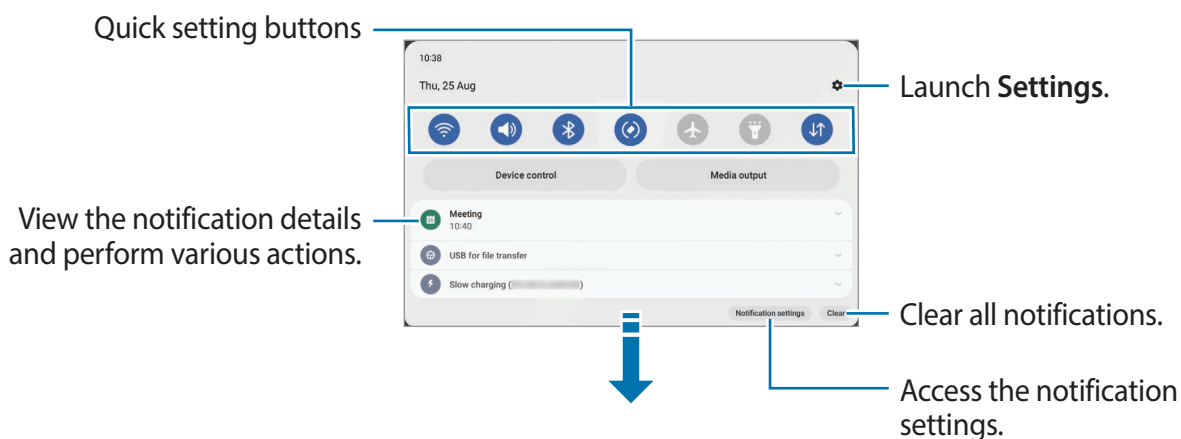 Quick setting buttons
10:38
Thu, 25 Aug
Launch Settings.
Device control
Media output
View the notification details
and perform various actions.
Meeting
10:40
USB for file transfer
Slow charging ( )
Notification settings
Clear
Clear all notifications.
Access the notification
settings.